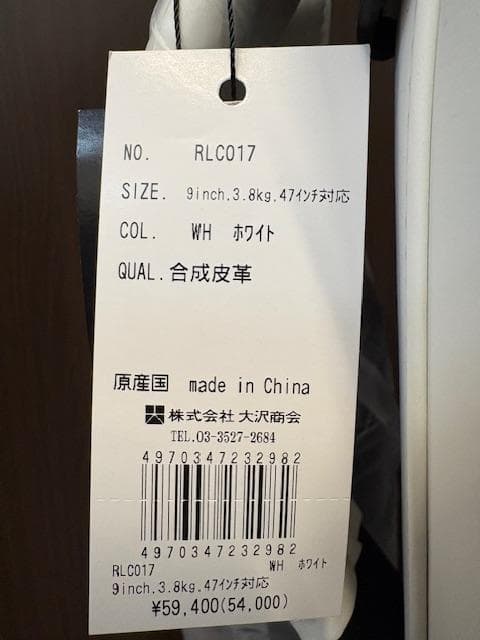 NO. RLC017
SIZE. 9inch.3.8kg.47ｲﾝﾁ対応
COL. WH ﾎﾜｲﾄ
QUAL.合成皮革
原産国 made in China
株式会社 大沢商会
TEL.03-3527-2684
4970347232982
4970347232982
RLC017 WH ﾎﾜｲﾄ
9inch.3.8kg.47ｲﾝﾁ対応
¥59,400(54,000)